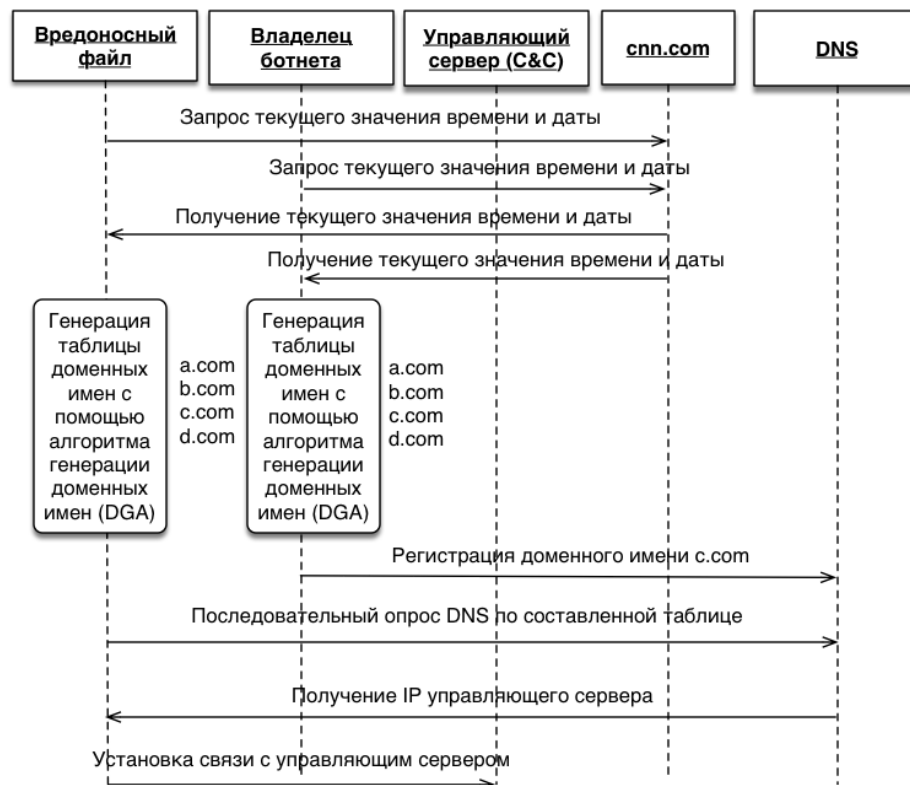 Вредоносный
файл
Владелец
ботнета
Управляющий
сервер (C&C)
cnn.com
DNS
Запрос текущего значения времени и даты
Запрос текущего значения времени и даты
Получение текущего значения времени и даты
Получение текущего значения времени и даты
Генерация
таблицы
доменных
имен с
помощью
алгоритма
генерации
доменных
имен (DGA)
a.com
b.com
c.com
d.com
Генерация
таблицы
доменных
имен с
помощью
алгоритма
генерации
доменных
имен (DGA)
a.com
b.com
c.com
d.com
Регистрация доменного имени c.com
Последовательный опрос DNS по составленной таблице
Получение IP управляющего сервера
Установка связи с управляющим сервером